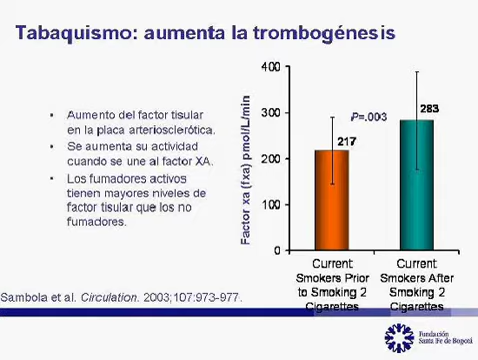 Tabaquismo: aumenta la trombogénesis
• Aumento del factor tisular
en la placa arteriosclerótica.
• Se aumenta su actividad
cuando se une al factor XA.
• Los fumadores activos
tienen mayores niveles de
factor tisular que los no
fumadores.
Factor xa (fxa) pmol/L/min
400
300
200
100
0
P=.003
217
283
Current
Smokers Prior
to Smoking 2
Cigarettes
Current
Smokers After
Smoking 2
Cigarettes
Sambola et al. Circulation. 2003;107:973-977.
Fundación
Santa Fe de Bogotá